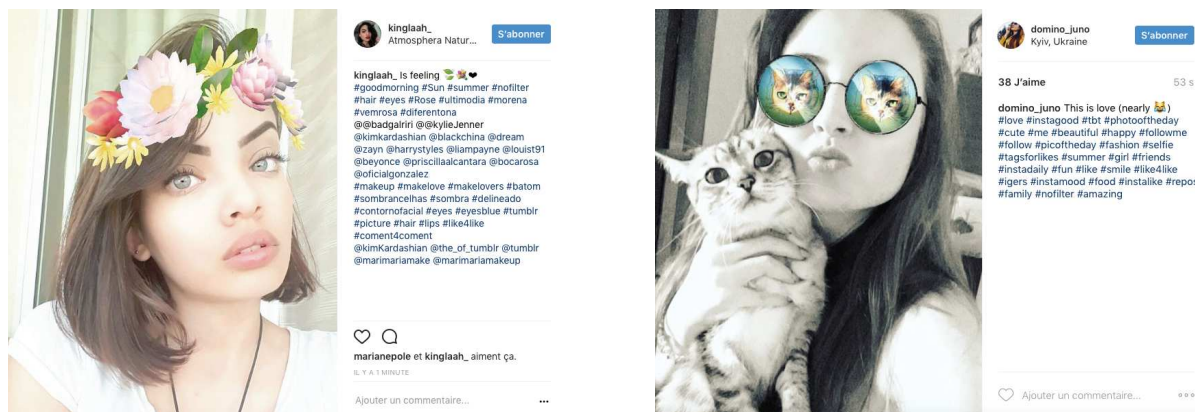 kinglaah_
Atmosphera Natur...
S'abonner
kinglaah_ Is feeling 🍃💐❤
#goodmorning #Sun #summer #nofilter
#hair #eyes #Rose #ultimodia #morena
#vemrosa #diferentona
@@badgalriri @@kylieJenner
@kimkardashian @blackchina @dream
@zayn @harrystyles @liampayne @louist91
@beyonce @priscillaalcantara @bocarosa
@oficialgonzalez
#makeup #makelove #makelovers #batom
#sombrancelhas #sombra #delineado
#contornofacial #eyes #eyesblue #tumblr
#picture #hair #lips #like4like
#coment4coment
@kimKardashian @the_of_tumblr @tumblr
@marimariamake @marimariamakeup
marianepole et kinglaah_ aiment ça.
IL Y A 1 MINUTE
Ajouter un commentaire...
domino_juno
Kyiv, Ukraine
S'abonner
38 J'aime
53 s
domino_juno This is love (nearly 😹)
#love #instagood #tbt #photooftheday
#cute #me #beautiful #happy #followme
#follow #picoftheday #fashion #selfie
#tagsforlikes #summer #girl #friends
#instadaily #fun #like #smile #like4like
#igers #instamood #food #instalike #repos
#family #nofilter #amazing
Ajouter un commentaire...